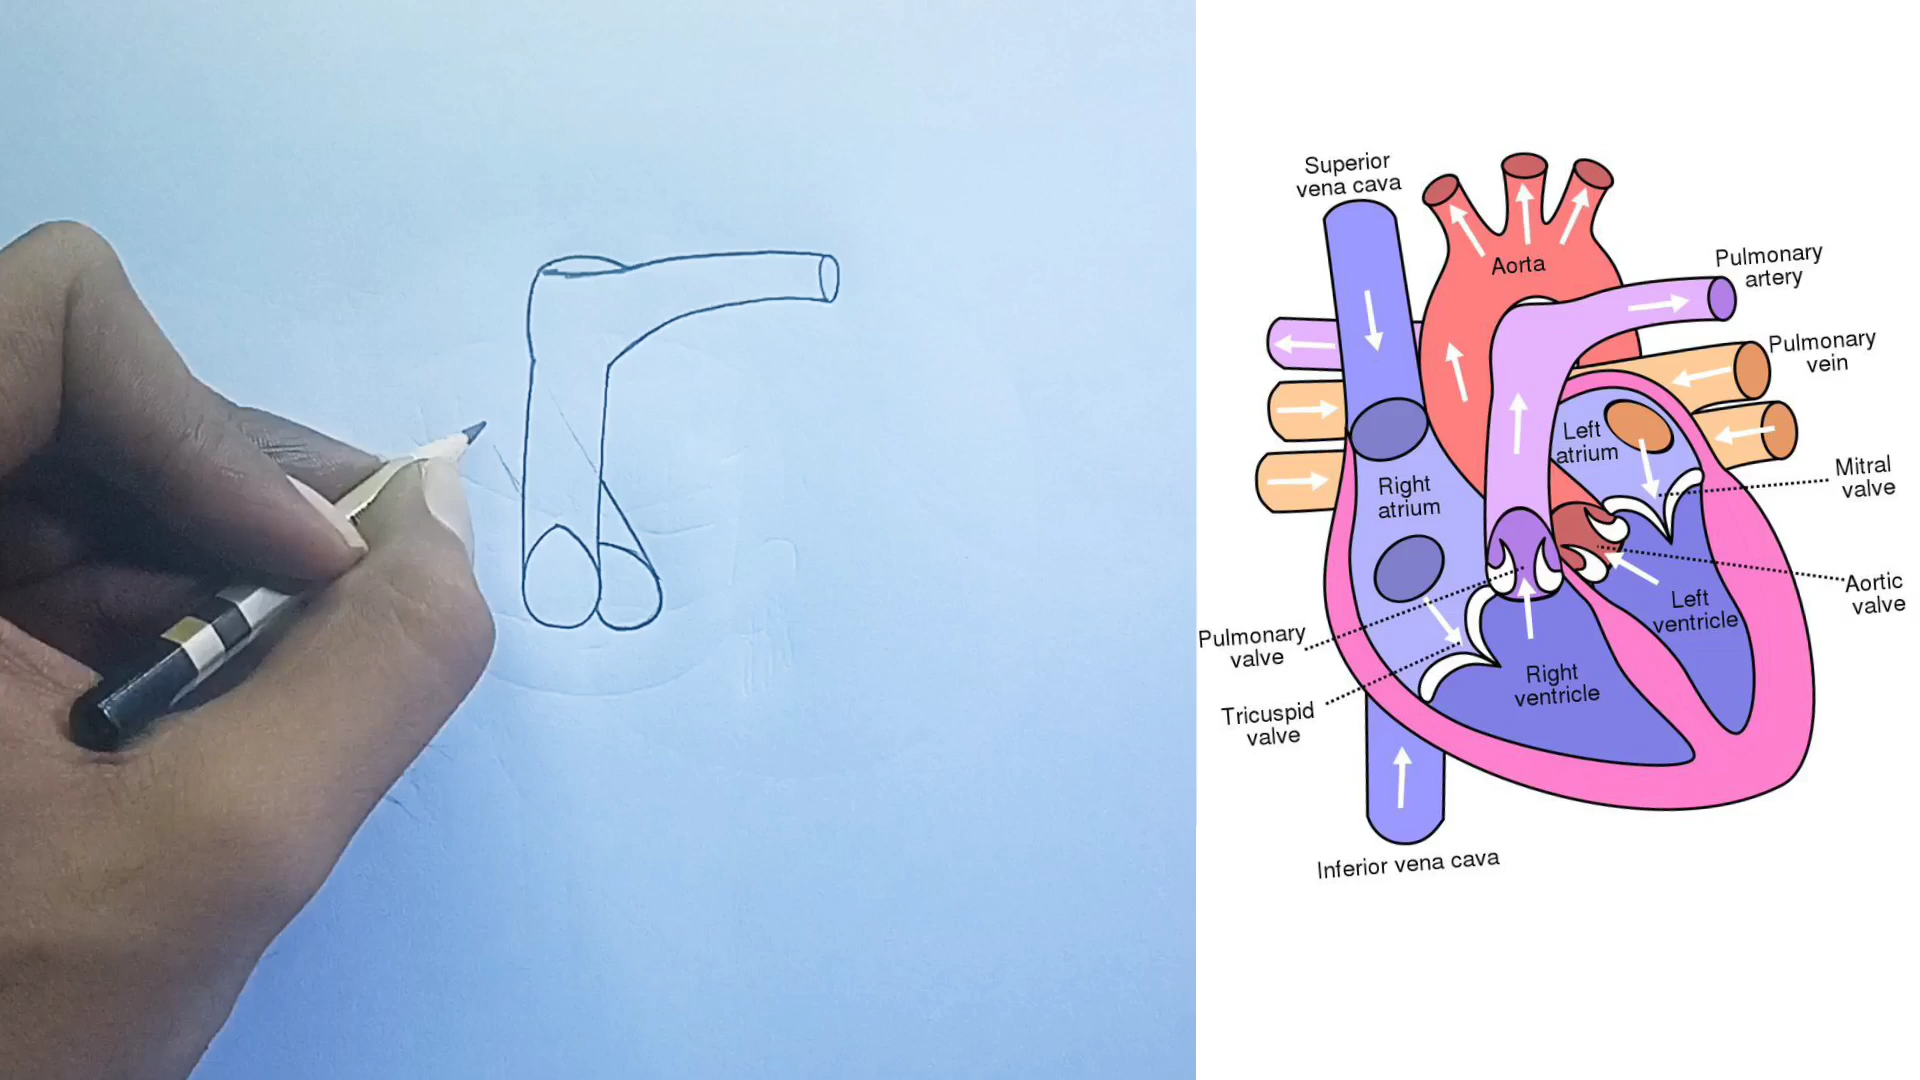 Superior
vena cava
Aorta
Pulmonary
artery
Pulmonary
vein
Left
atrium
Mitral
valve
Right
atrium
Aortic
valve
Left
ventricle
Pulmonary
valve
Right
ventricle
Tricuspid
valve
Inferior vena cava